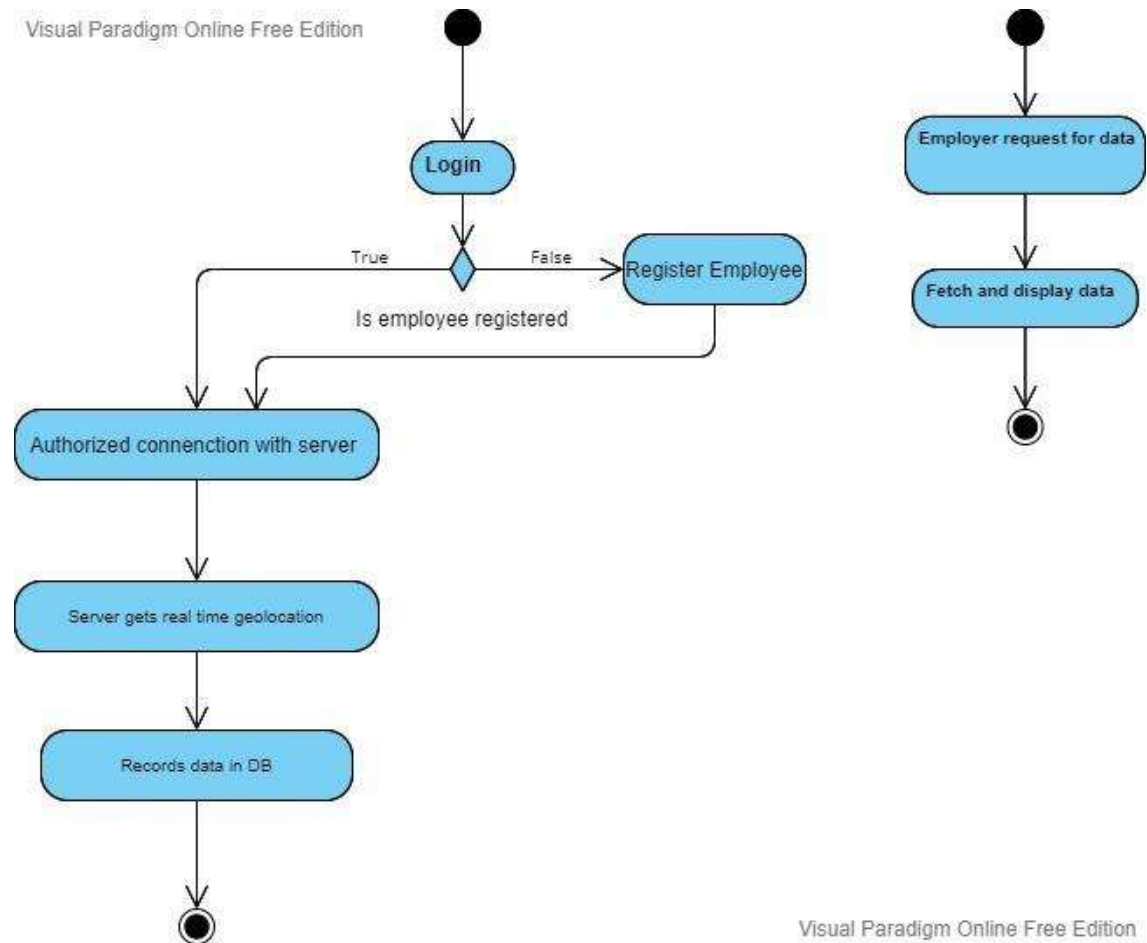 Visual Paradigm Online Free Edition
Login
True
False
Register Employee
Is employee registered
Authorized connenction with server
Server gets real time geolocation
Records data in DB
Employer request for data
Fetch and display data
Visual Paradigm Online Free Edition